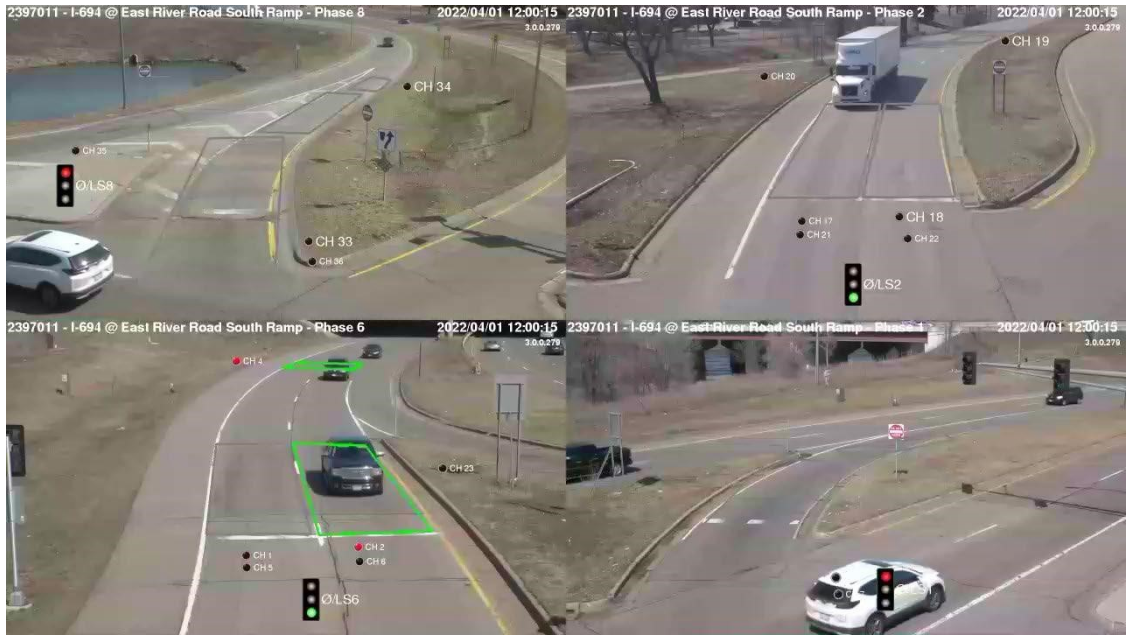 2397011 - I-694 @ East River Road South Ramp - Phase 8 2022/04/01 12:00:15
3.0.0.279
CH 34
CH 35
Ø/LS8
CH 33
CH 36
2397011 - I-694 @ East River Road South Ramp - Phase 2 2022/04/01 12:00:15
3.0.0.279
CH 19
CH 20
CH 17
CH 18
CH 21
CH 22
Ø/LS2
2397011 - I-694 @ East River Road South Ramp - Phase 6 2022/04/01 12:00:15
3.0.0.279
CH 4
CH 23
CH 2
CH 1
CH 6
CH 5
Ø/LS6
2397011 - I-694 @ East River Road South Ramp - Phase 1 2022/04/01 12:00:15
3.0.0.279